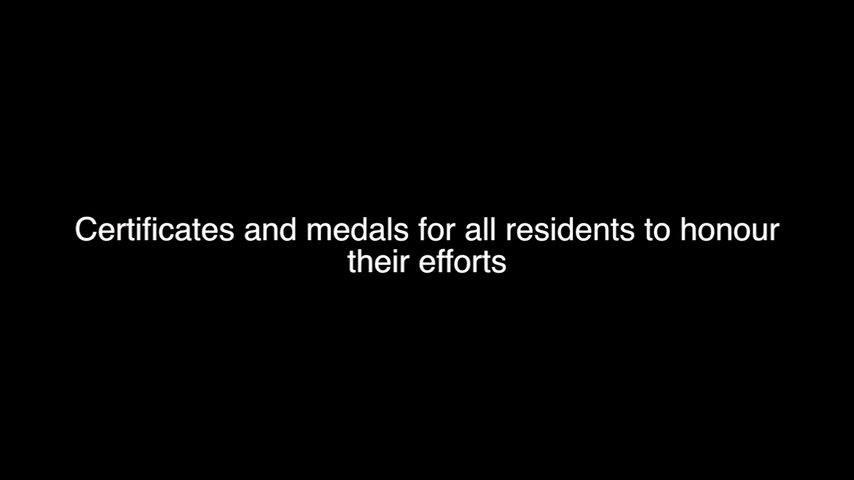 Certificates and medals for all residents to honour
their efforts